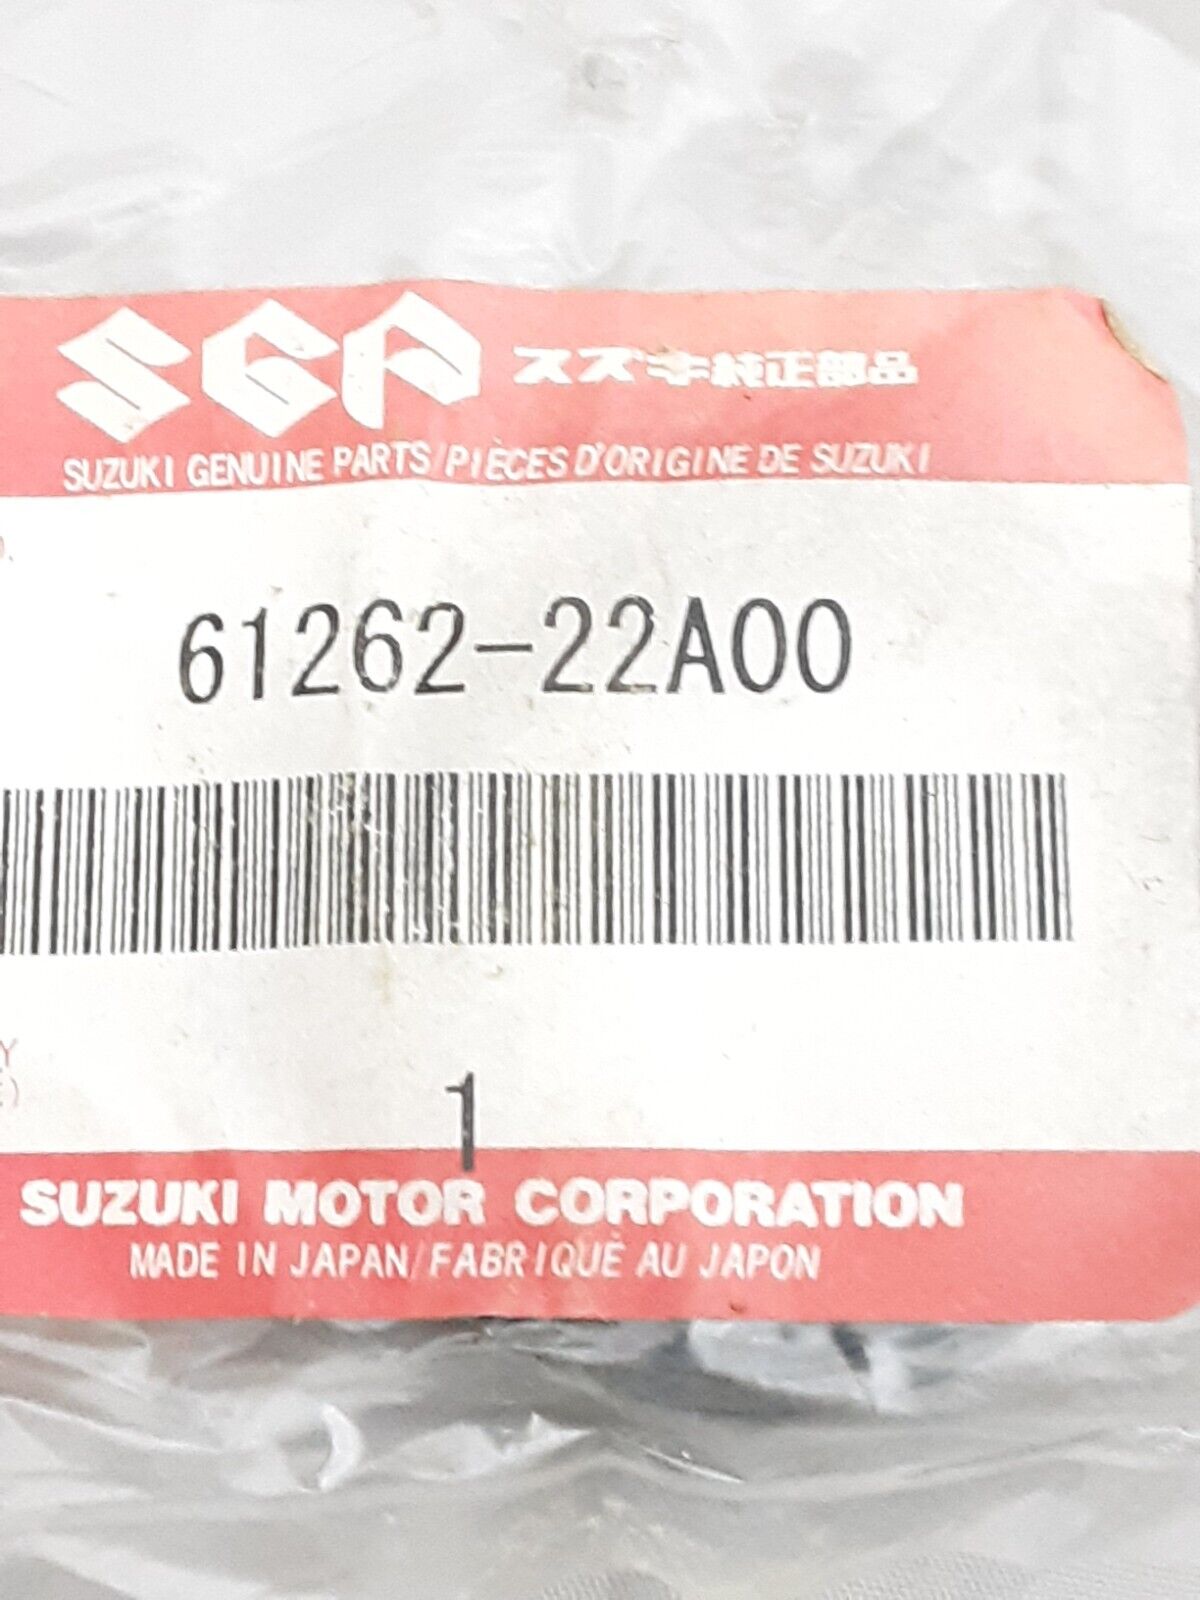 SGP スズキ純正部品
SUZUKI GENUINE PARTS/PIÈCES D'ORIGINE DE SUZUKI
61262-22A00
1
SUZUKI MOTOR CORPORATION
MADE IN JAPAN/FABRIQUÉ AU JAPON